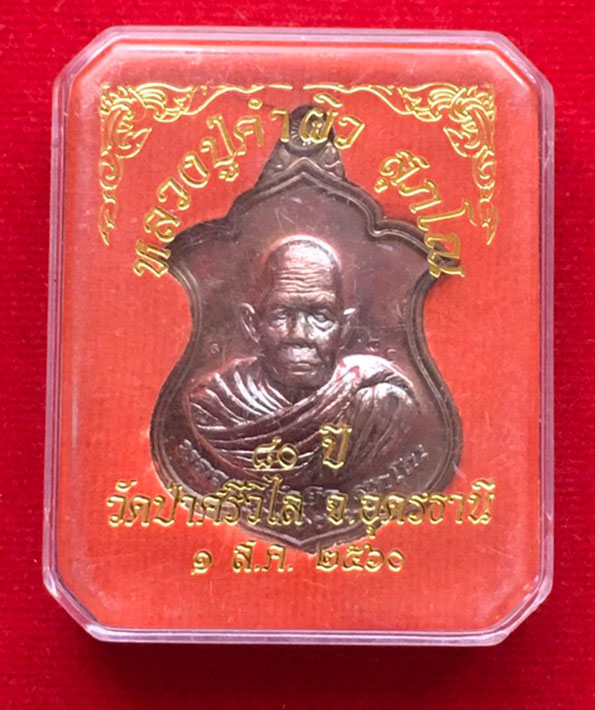 หลวงปู่คำผิว สุภโณ
๘๐ ปี
วัดป่าศรีวิไล จ.อุดรธานี
๑ ส.ค. ๒๕๖๐